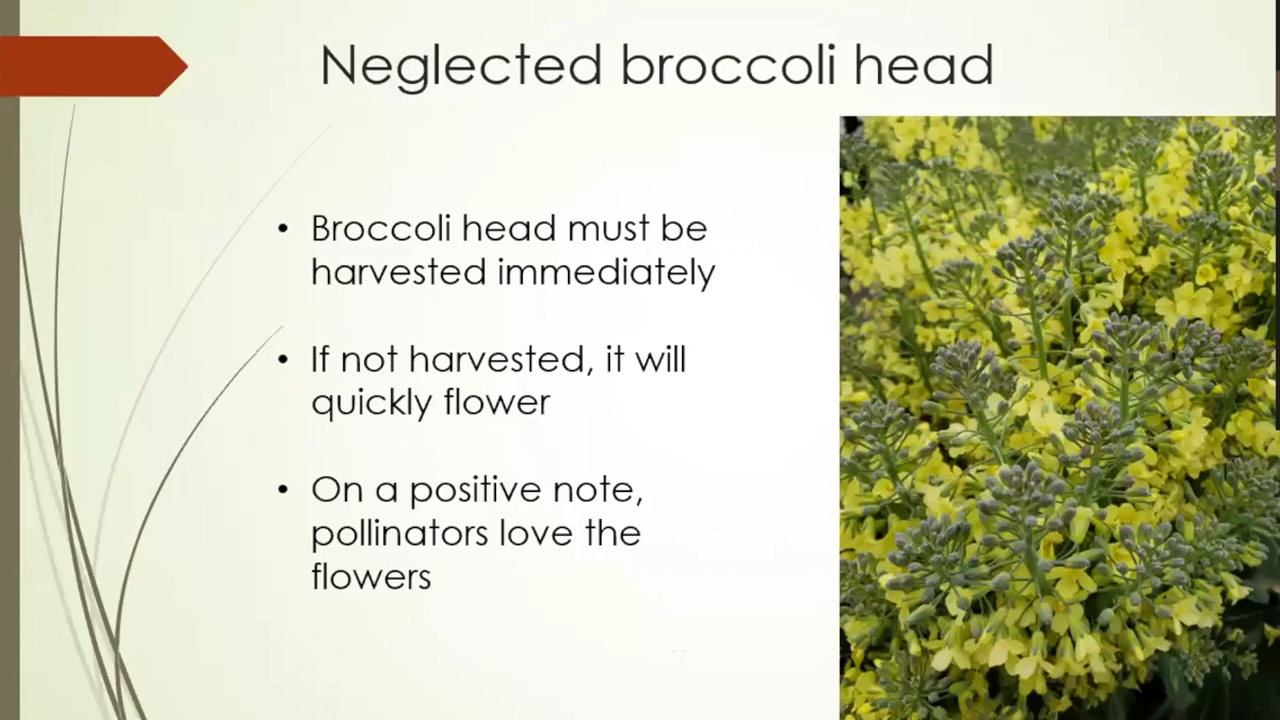 Neglected broccoli head
• Broccoli head must be
harvested immediately
• If not harvested, it will
quickly flower
• On a positive note,
pollinators love the
flowers